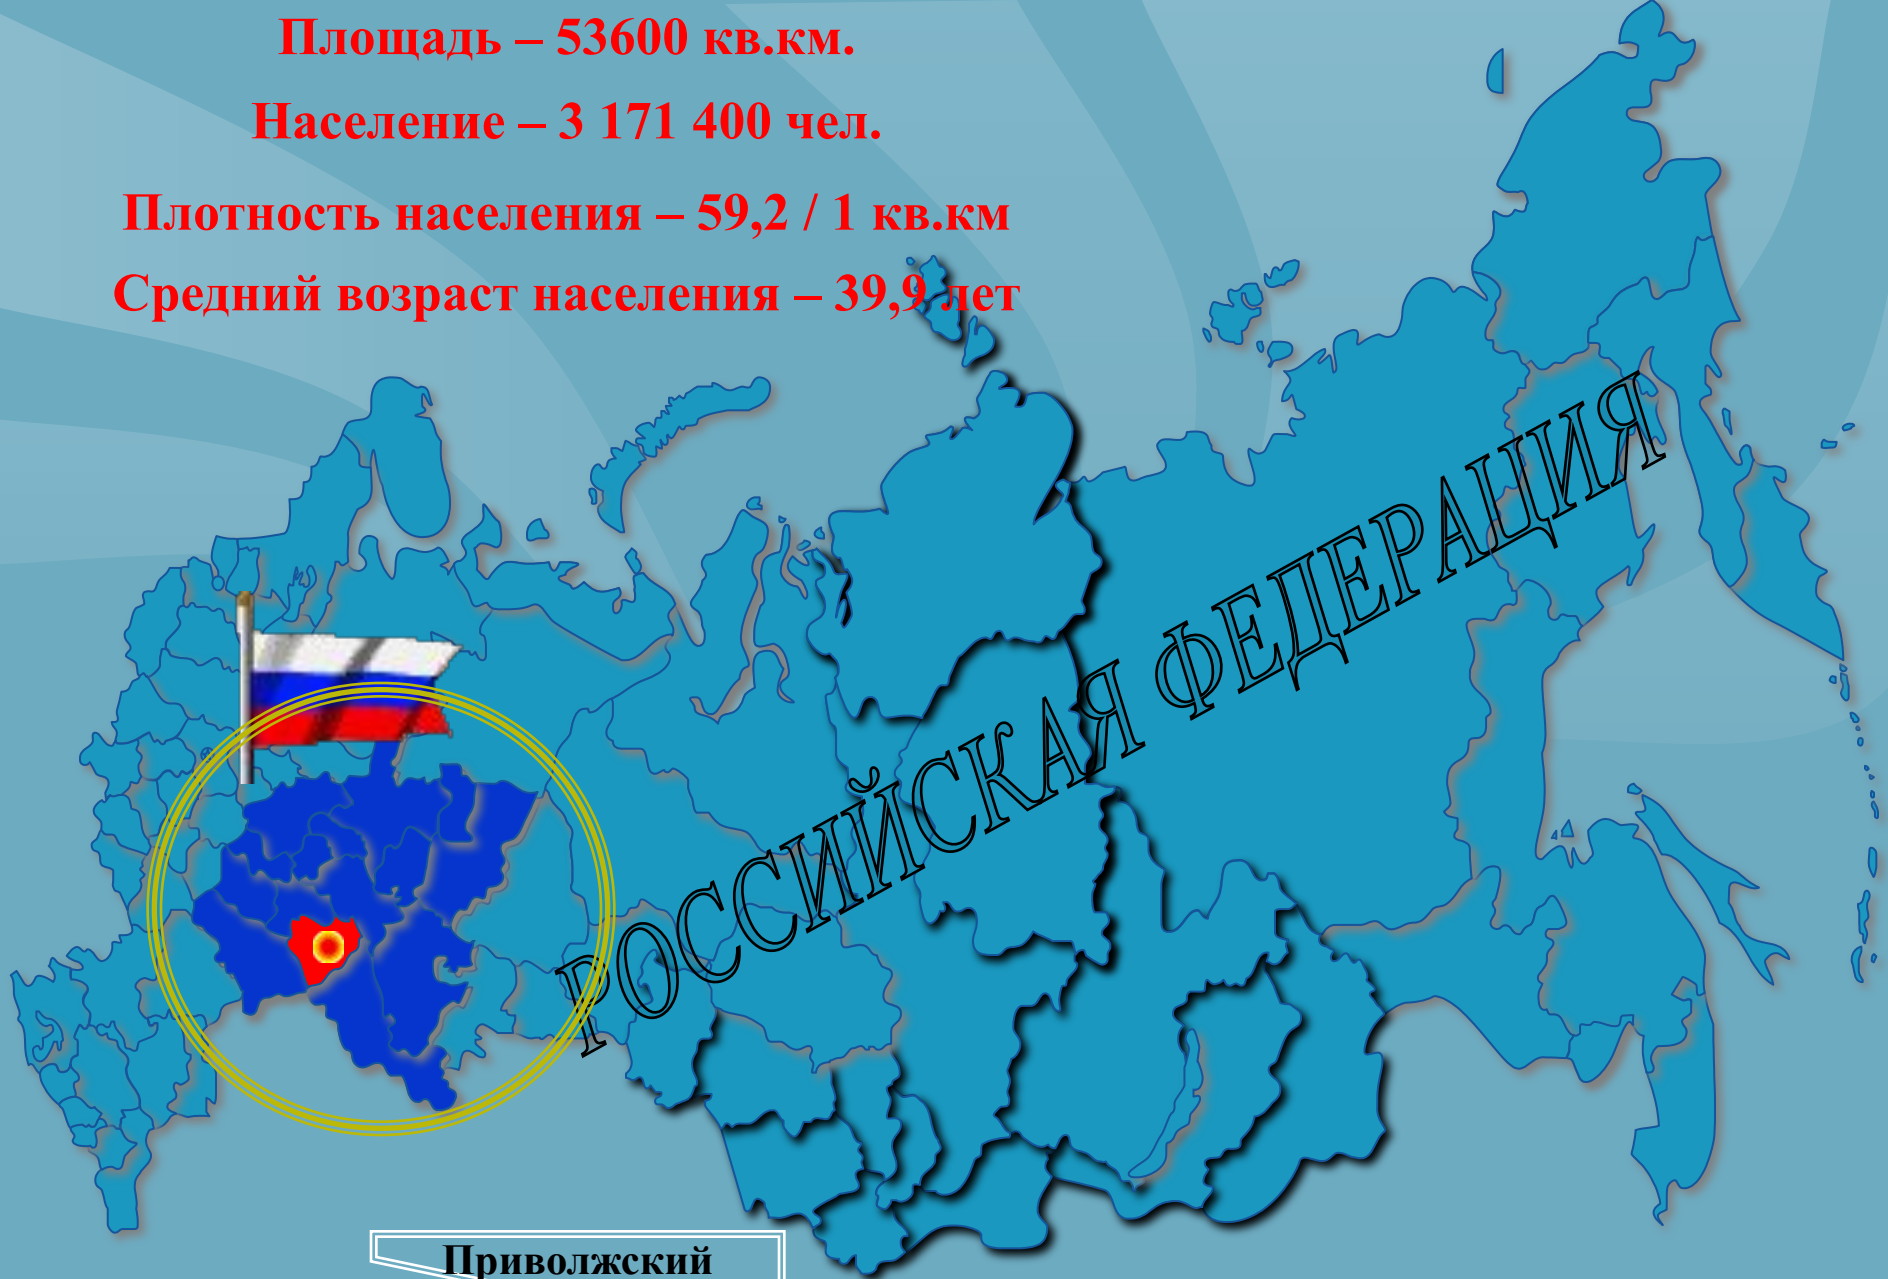 Площадь – 53600 кв.км.
Население – 3 171 400 чел.
Плотность населения – 59,2 / 1 кв.км
Средний возраст населения – 39,9 лет
РОССИЙСКАЯ ФЕДЕРАЦИЯ
Приволжский